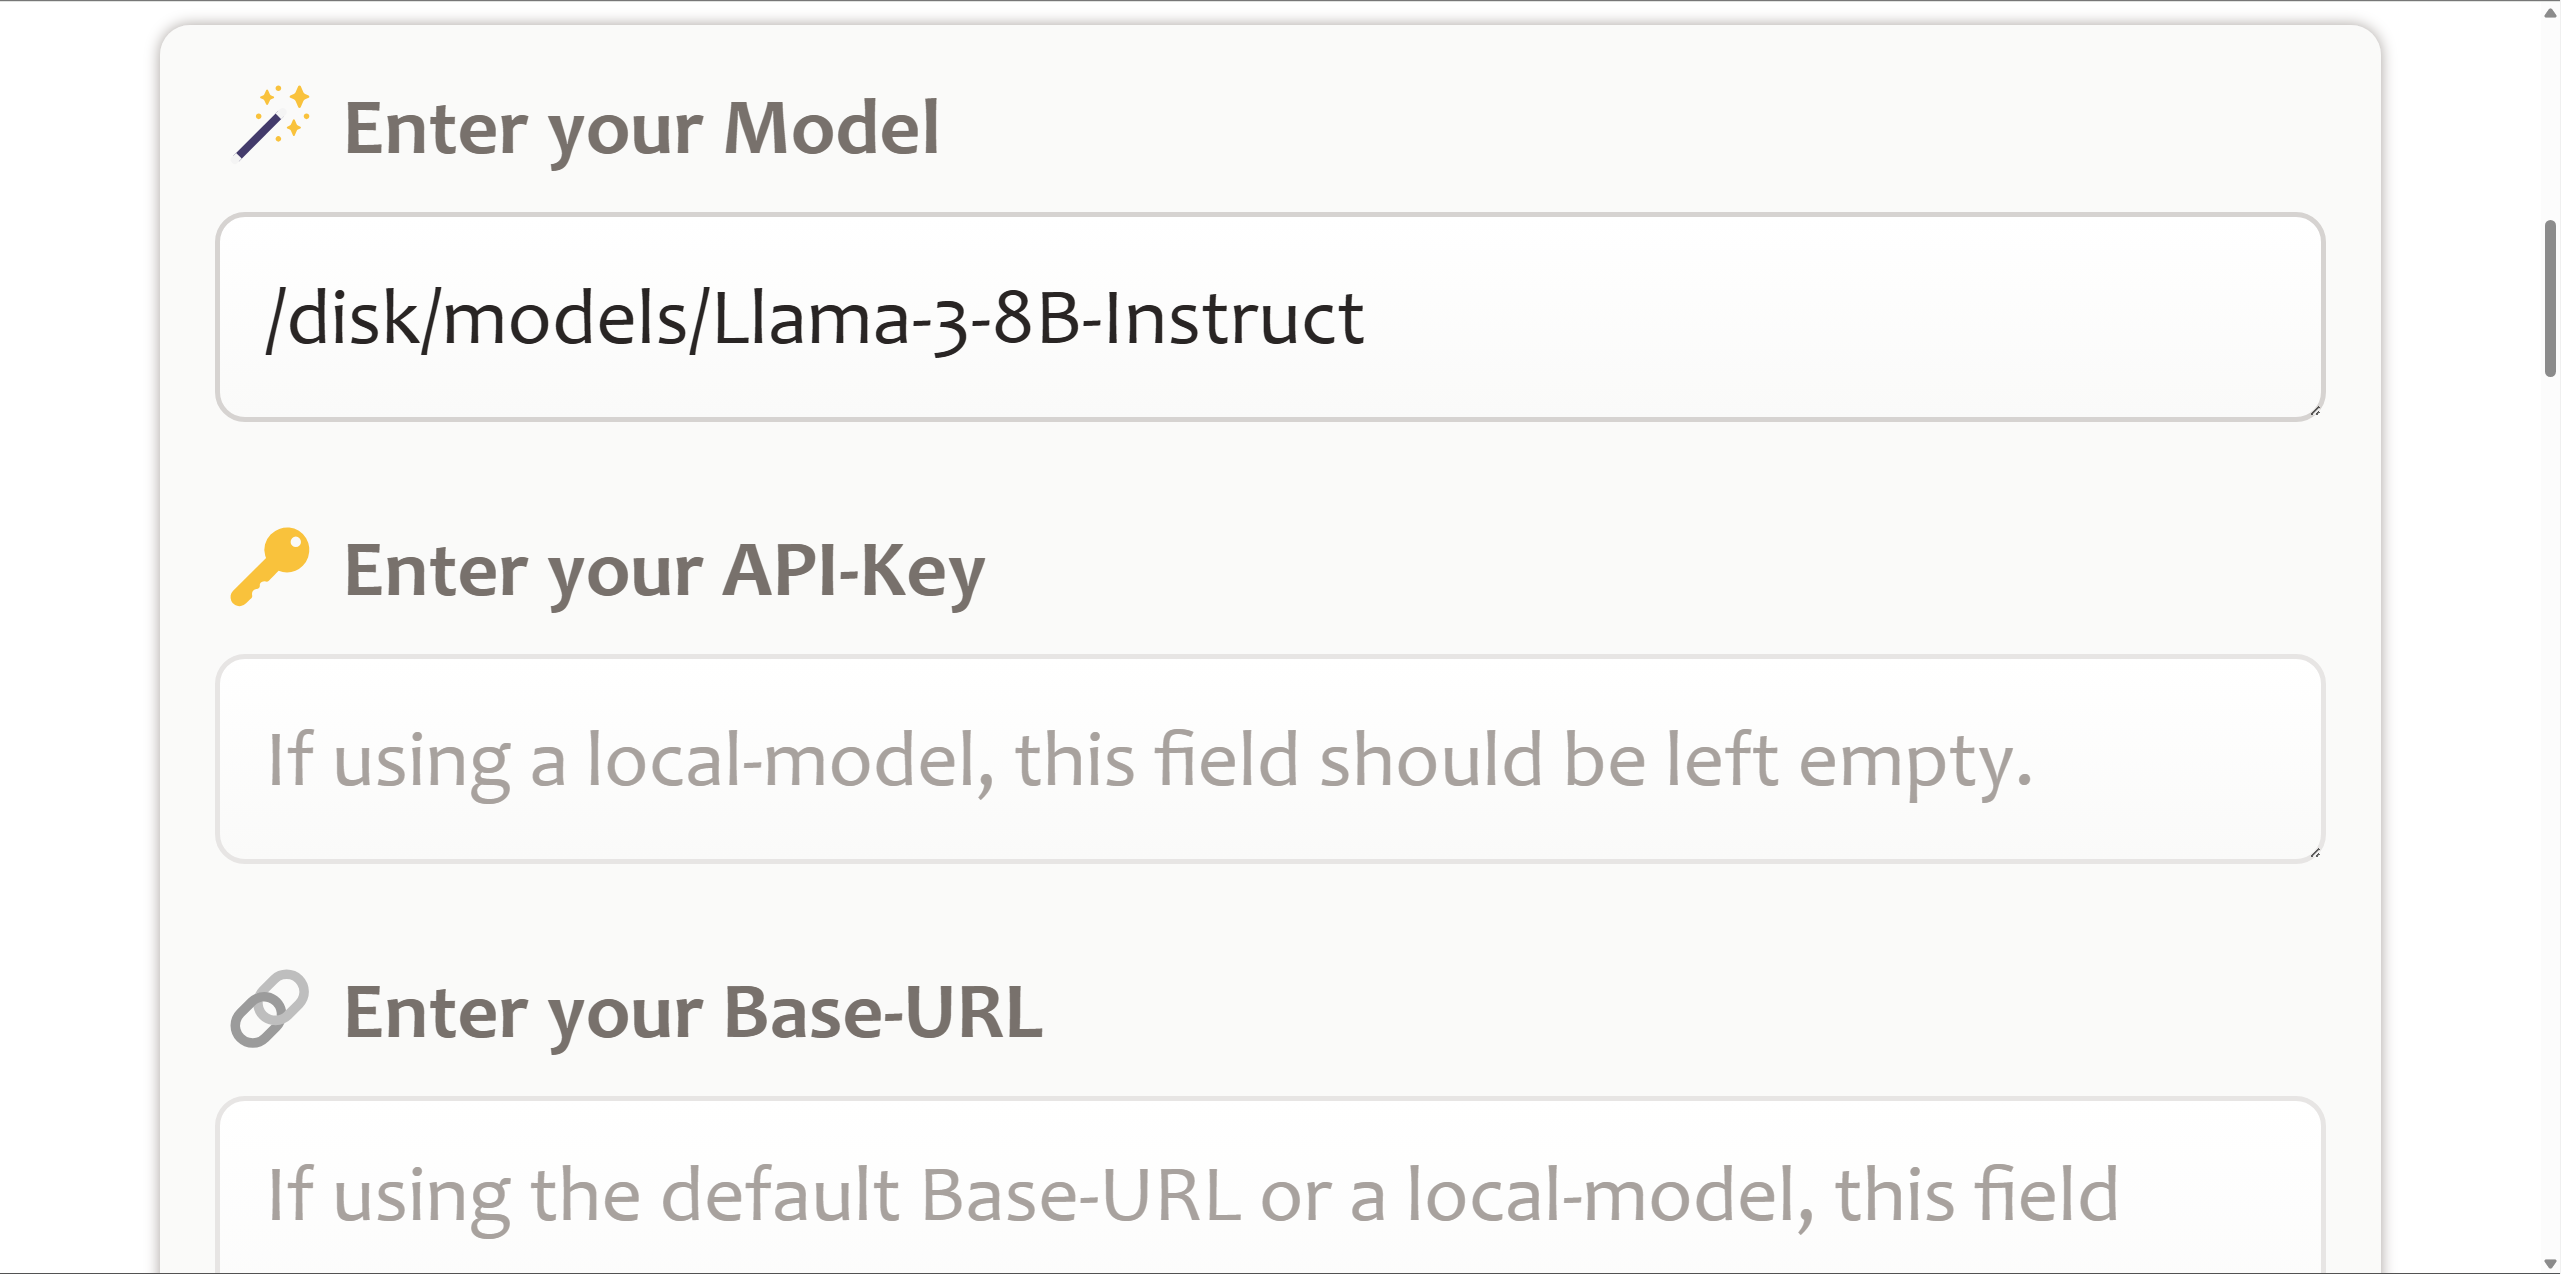 Enter your Model
/disk/models/Llama-3-8B-Instruct
Enter your API-Key
If using a local-model, this field should be left empty.
Enter your Base-URL
If using the default Base-URL or a local-model, this field